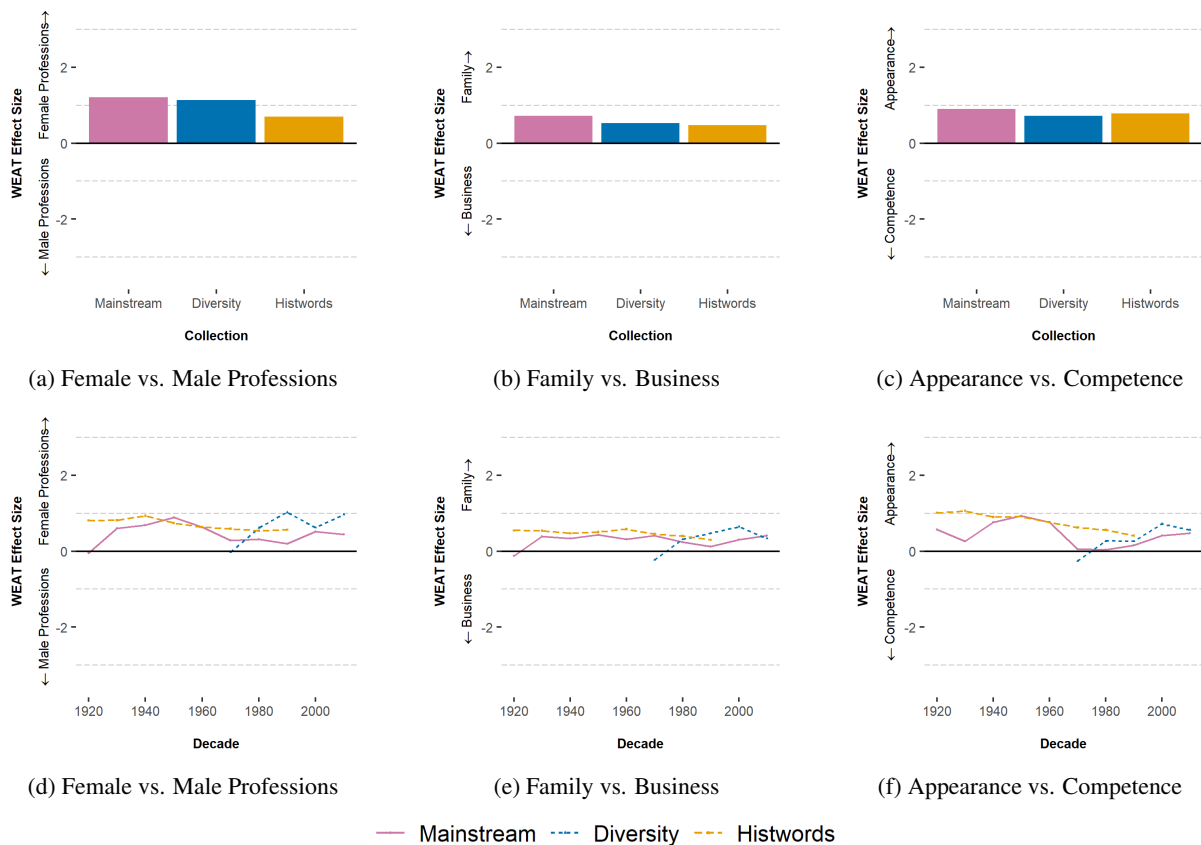 WEAT Effect Size
← Male Professions Female Professions→
2
0
-2
Mainstream Diversity Histwords
Collection
(a) Female vs. Male Professions
WEAT Effect Size
← Business Family→
2
0
-2
Mainstream Diversity Histwords
Collection
(b) Family vs. Business
WEAT Effect Size
← Competence Appearance→
2
0
-2
Mainstream Diversity Histwords
Collection
(c) Appearance vs. Competence
WEAT Effect Size
← Male Professions Female Professions→
2
0
-2
1920 1940 1960 1980 2000
Decade
(d) Female vs. Male Professions
WEAT Effect Size
← Business Family→
2
0
-2
1920 1940 1960 1980 2000
Decade
(e) Family vs. Business
WEAT Effect Size
← Competence Appearance→
2
0
-2
1920 1940 1960 1980 2000
Decade
(f) Appearance vs. Competence
Mainstream Diversity Histwords